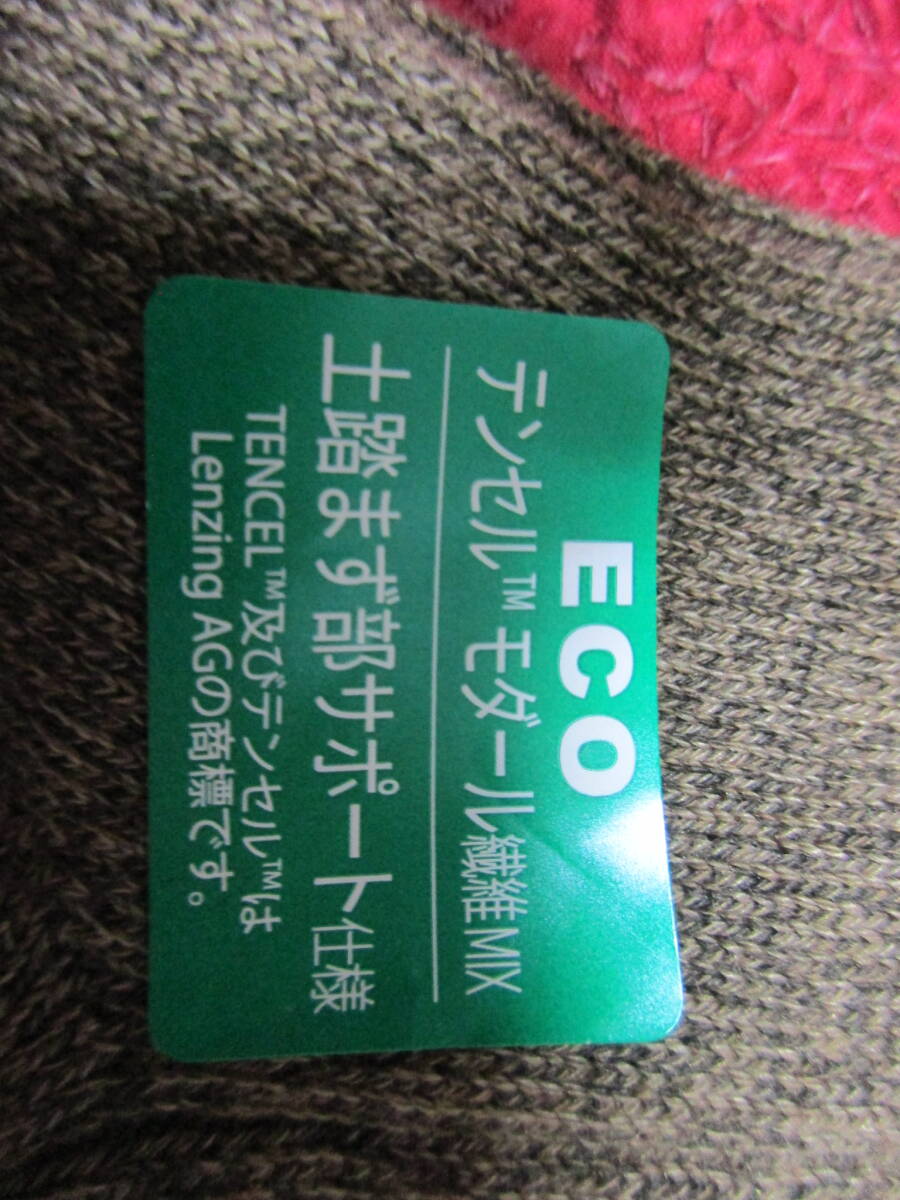 ECO
テンセル™ モダール繊維MIX
土踏まず部サポート仕様
TENCEL™及びテンセル™は
Lenzing AGの商標です。